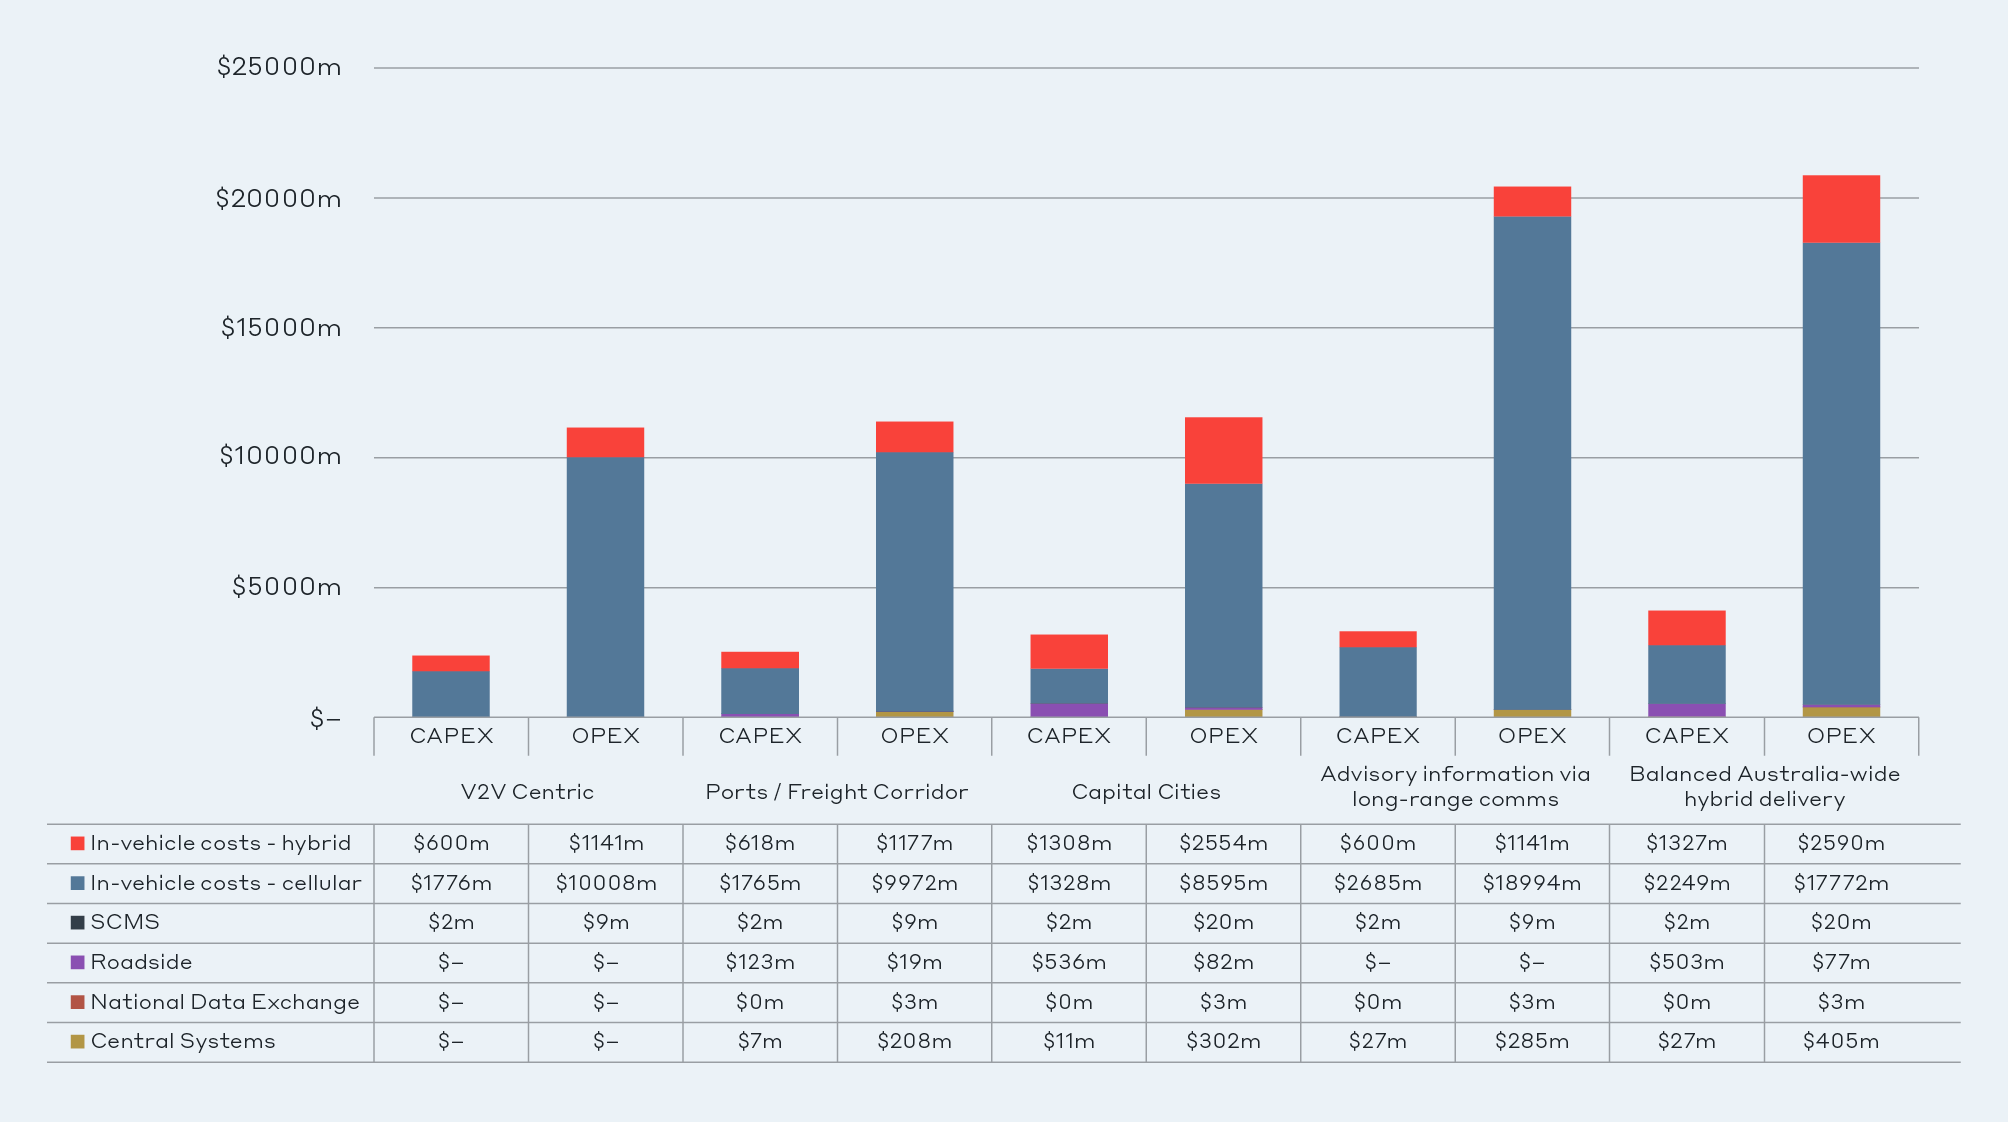 $25000m
$20000m
$15000m
$10000m
$5000m
$–
CAPEX OPEX CAPEX OPEX CAPEX OPEX CAPEX OPEX CAPEX OPEX
V2V Centric
Ports / Freight Corridor
Capital Cities
Advisory information via
long-range comms
Balanced Australia-wide
hybrid delivery
In-vehicle costs - hybrid $600m $1141m $618m $1177m $1308m $2554m $600m $1141m $1327m $2590m
In-vehicle costs - cellular $1776m $10008m $1765m $9972m $1328m $8595m $2685m $18994m $2249m $17772m
SCMS $2m $9m $2m $9m $2m $20m $2m $9m $2m $20m
Roadside $– $– $123m $19m $536m $82m $– $– $503m $77m
National Data Exchange $– $– $0m $3m $0m $3m $0m $3m $0m $3m
Central Systems $– $– $7m $208m $11m $302m $27m $285m $27m $405m